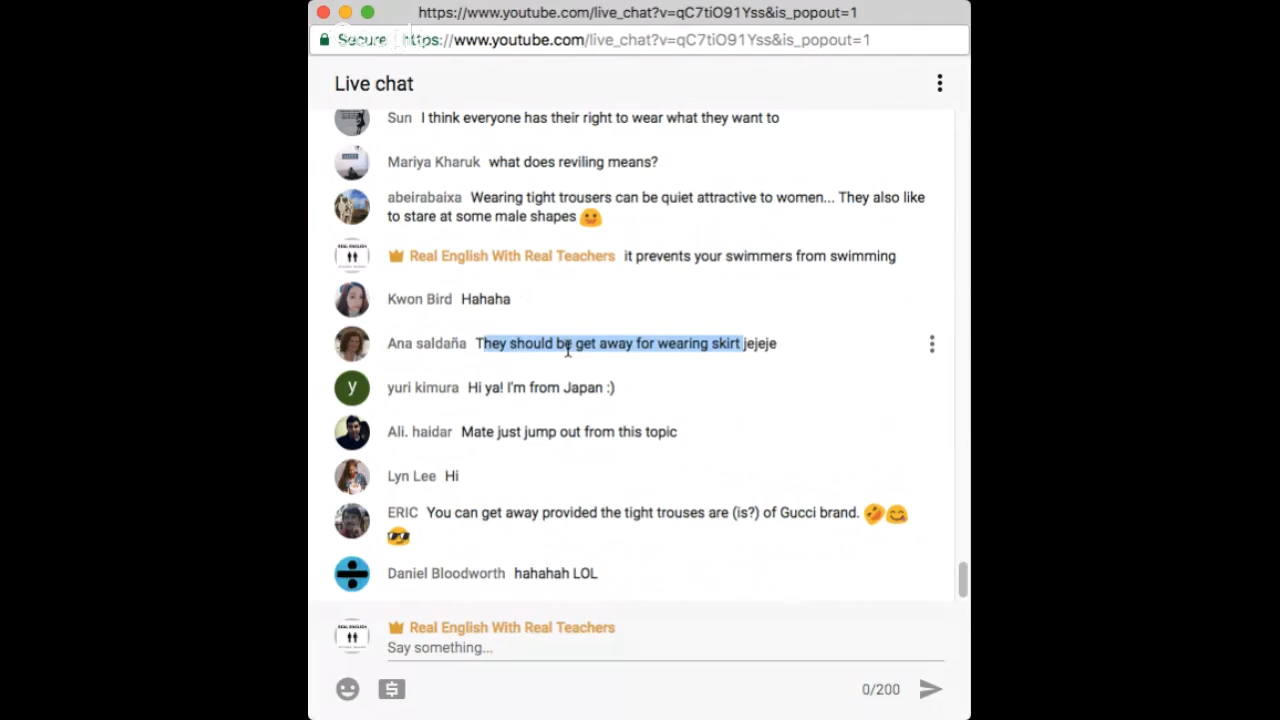 https://www.youtube.com/live_chat?v=qC7tiO91Yss&is_popout=1
Secure https://www.youtube.com/live_chat?v=qC7tiO91Yss&is_popout=1
Live chat
Sun I think everyone has their right to wear what they want to
Mariya Kharuk what does reviling means?
abeirabaixa Wearing tight trousers can be quiet attractive to women... They also like
to stare at some male shapes
Real English With Real Teachers it prevents your swimmers from swimming
Kwon Bird Hahaha
Ana saldaña They should be get away for wearing skirt jejeje
y
yuri kimura Hi ya! I'm from Japan :)
Ali. haidar Mate just jump out from this topic
Lyn Lee Hi
ERIC You can get away provided the tight trouses are (is?) of Gucci brand.
Daniel Bloodworth hahahah LOL
REAL ENGLISH
Real English With Real Teachers
Say something...
0/200